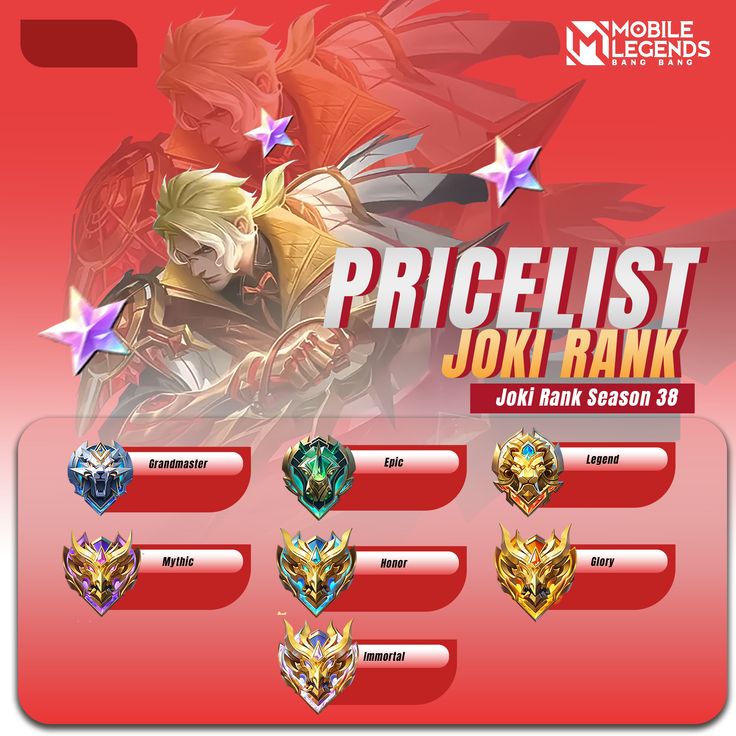 MOBILE
LEGENDS
BANG BANG
PRICELIST
JOKI RANK
Joki Rank Season 38
Grandmaster
Epic
Legend
Mythic
Honor
Glory
Immortal